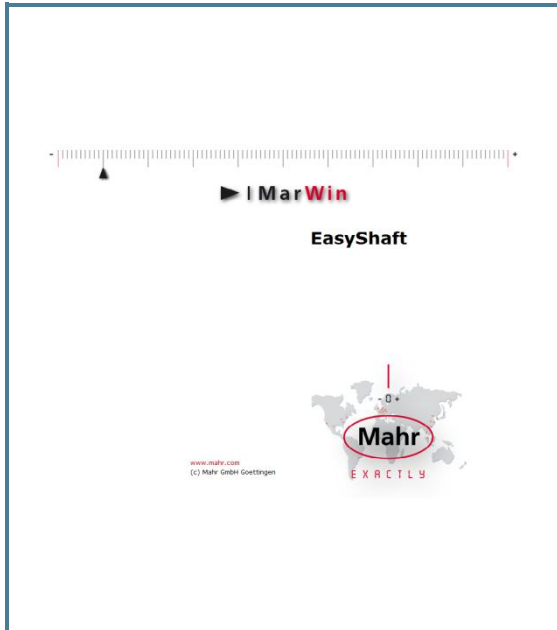 - +
| MarWin
EasyShaft
- 0 +
Mahr
EXACTLY
www.mahr.com
(c) Mahr GmbH Goettingen